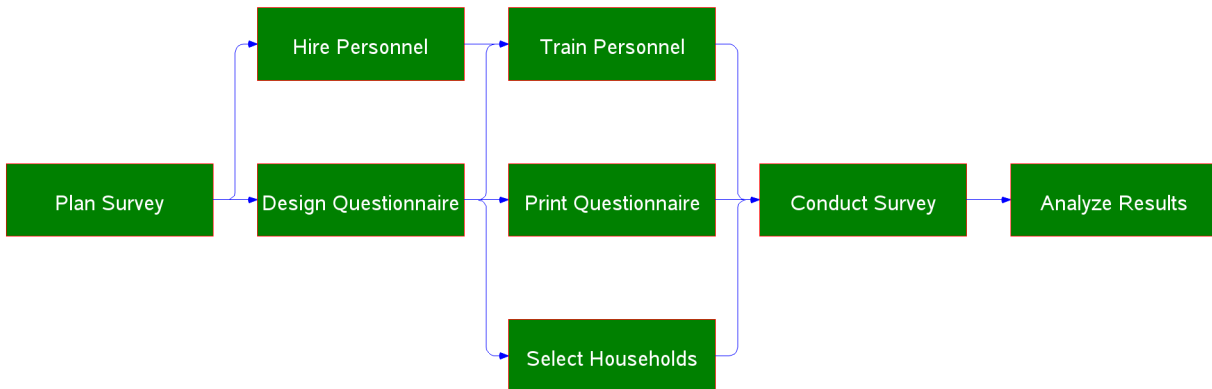 Hire Personnel
Train Personnel
Plan Survey
Design Questionnaire
Print Questionnaire
Conduct Survey
Analyze Results
Select Households